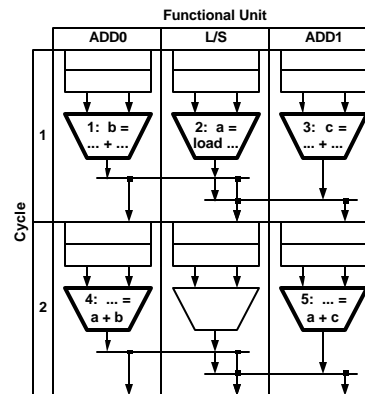 Functional Unit
ADD0 L/S ADD1
Cycle
1
1: b =
... + ...
2: a =
load ...
3: c =
... + ...
2
4: ... =
a + b
5: ... =
a + c